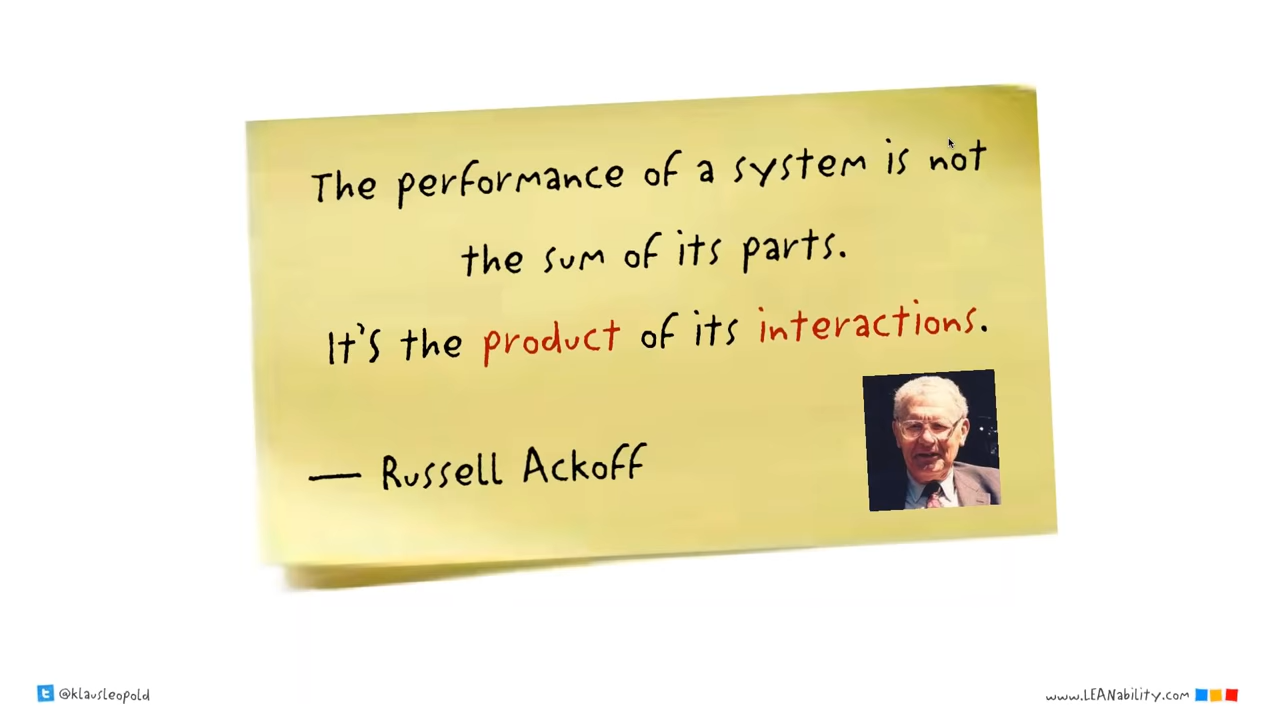 The performance of a system is not
the sum of its parts.
It's the product of its interactions.
— Russell Ackoff
@klausleopold
www.LEANability.com